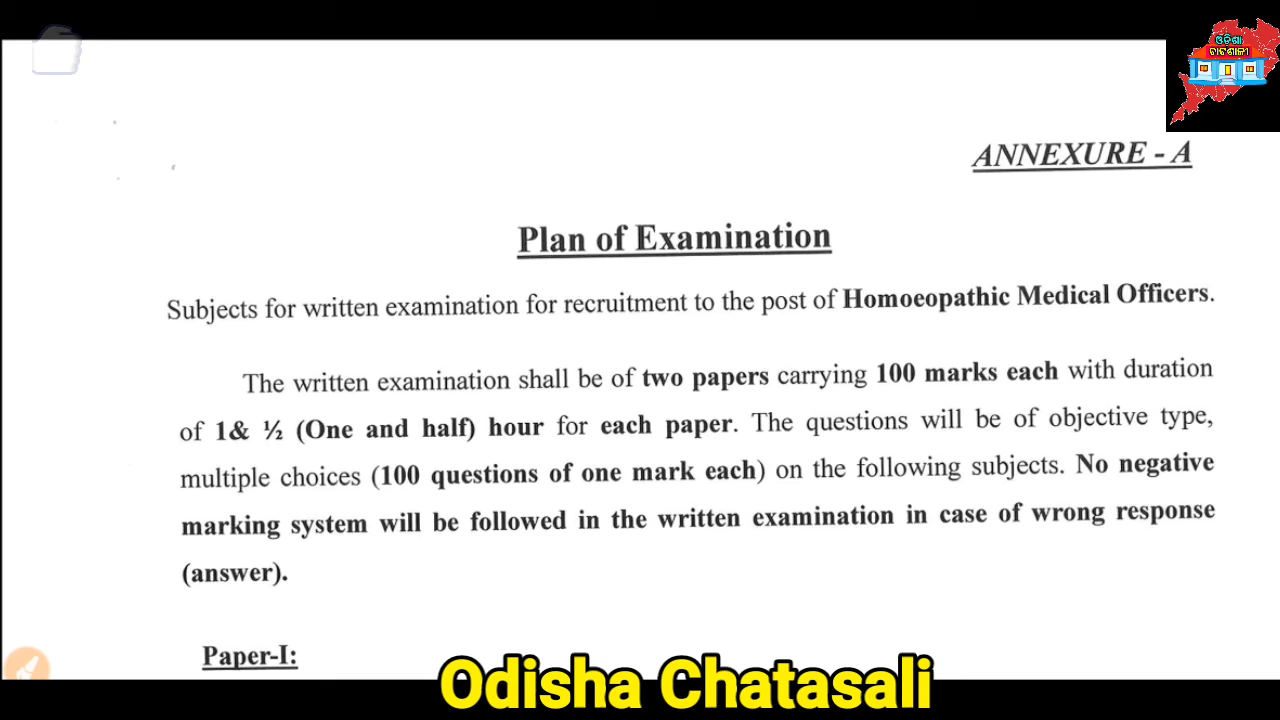 ଓଡ଼ିଶା
ଚାଟଶାଳୀ
ANNEXURE - A
Plan of Examination
Subjects for written examination for recruitment to the post of Homoeopathic Medical Officers.
The written examination shall be of two papers carrying 100 marks each with duration
of 1& ½ (One and half) hour for each paper. The questions will be of objective type,
multiple choices (100 questions of one mark each) on the following subjects. No negative
marking system will be followed in the written examination in case of wrong response
(answer).
Paper-I:
Odisha Chatasali